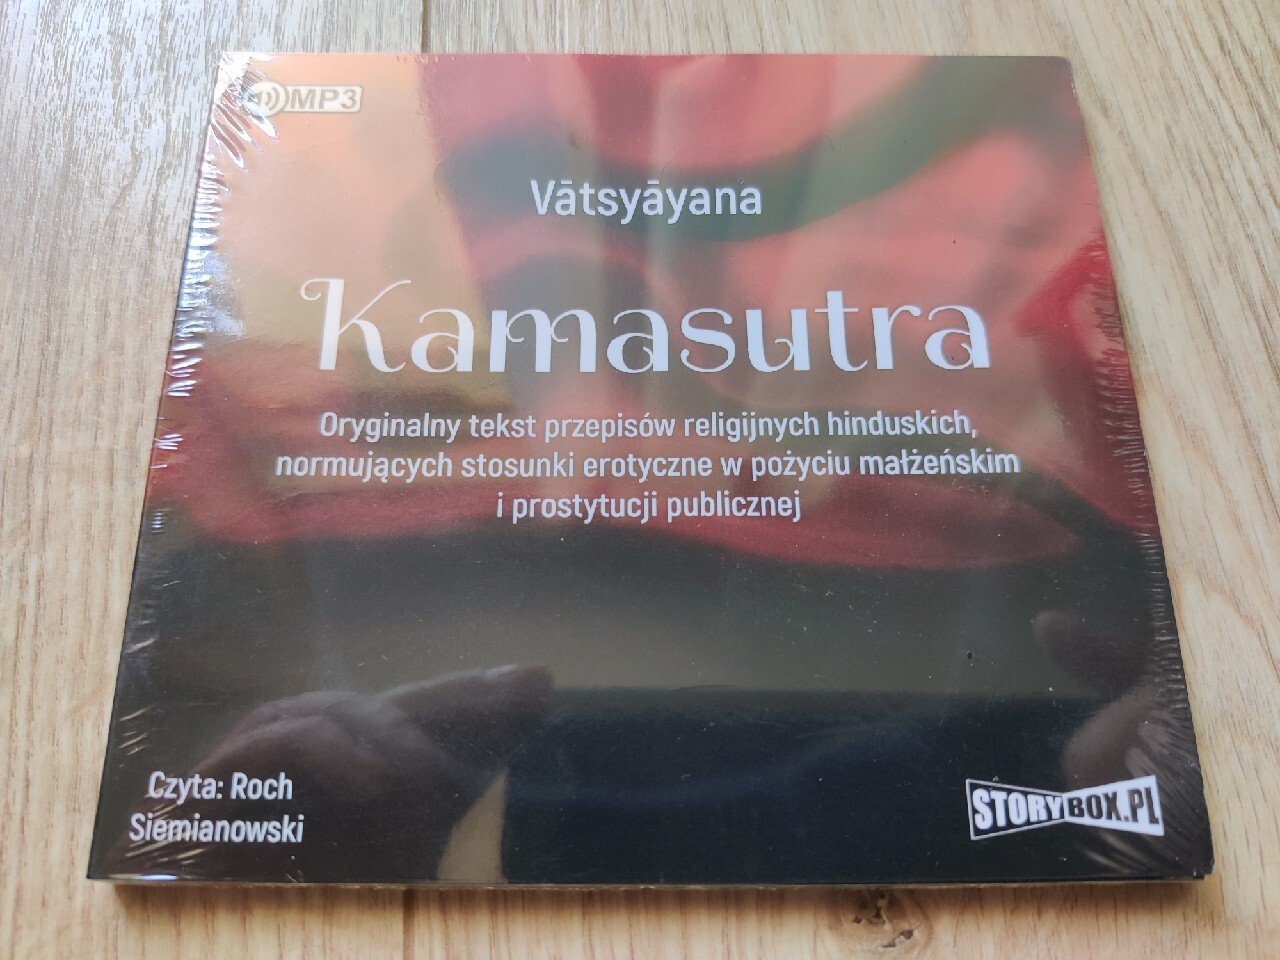 MP3
Vātsyāyana
Kamasutra
Oryginalny tekst przepisów religijnych hinduskich,
normujących stosunki erotyczne w pożyciu małżeńskim
i prostytucji publicznej
Czyta: Roch
Siemianowski
STORYBOX.PL